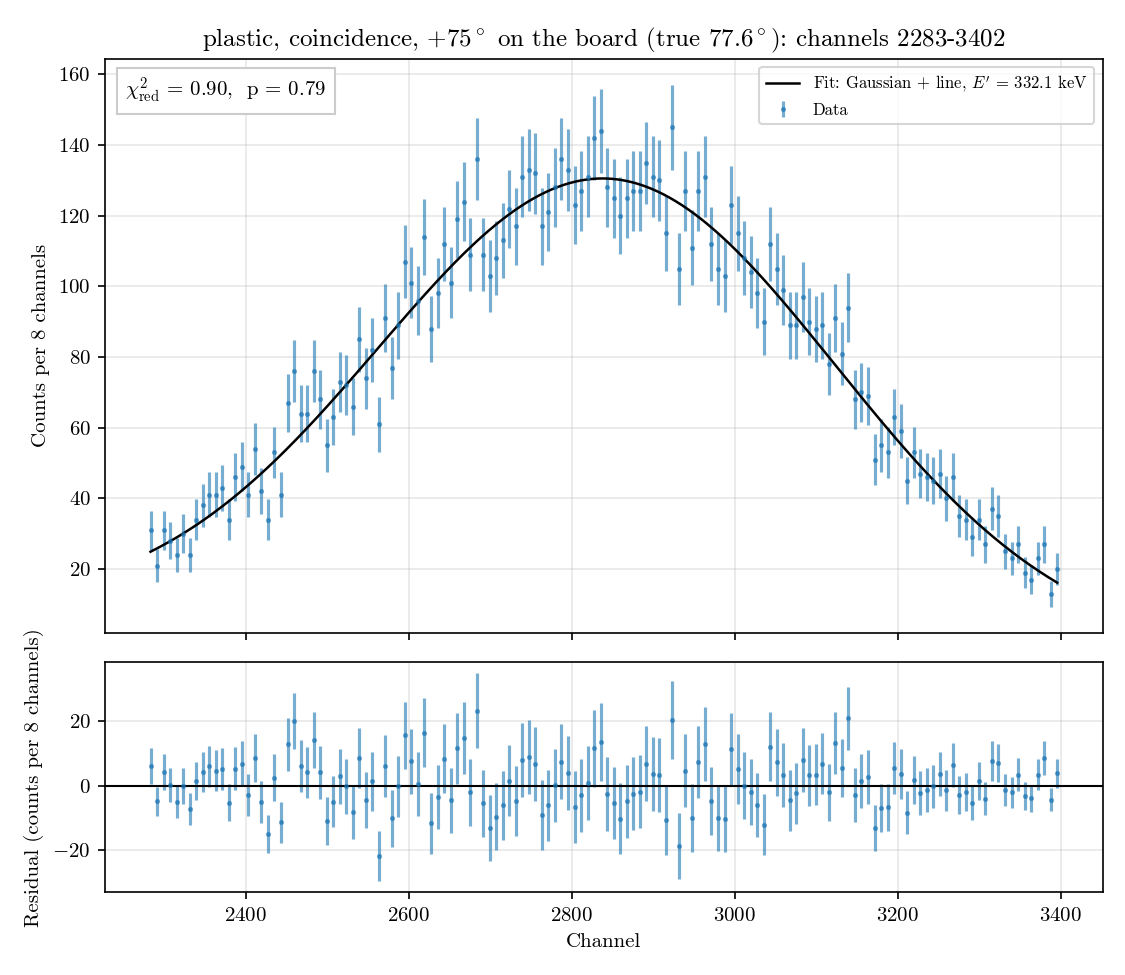 plastic, coincidence, +75° on the board (true 77.6°): channels 2283-3402
χ²red = 0.90, p = 0.79
Fit: Gaussian + line, E′ = 332.1 keV
Data
Counts per 8 channels
160
140
120
100
80
60
40
20
Residual (counts per 8 channels)
20
0
−20
2400
2600
2800
3000
3200
3400
Channel